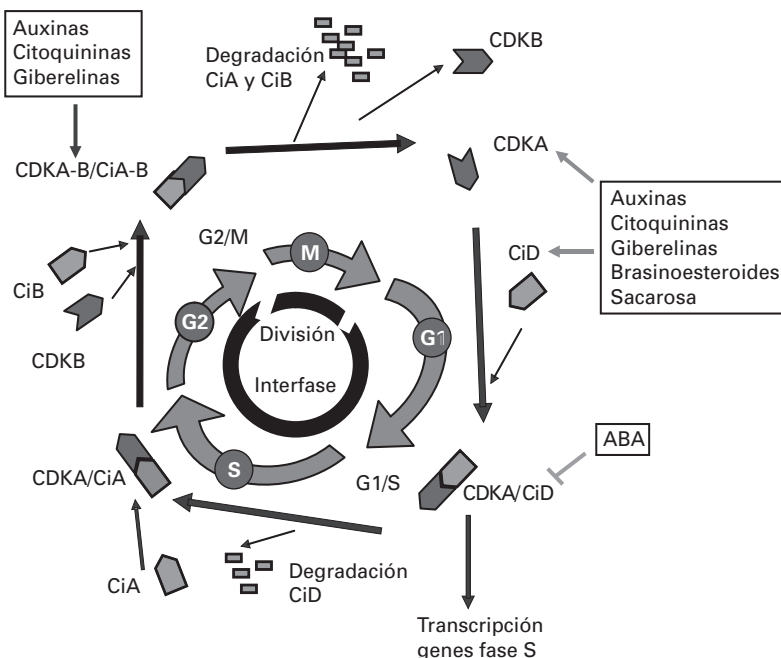 Auxinas
Citoquininas
Giberelinas
Degradación
CiA y CiB
CDKB
CDKA-B/CiA-B
CDKA
Auxinas
Citoquininas
Giberelinas
Brasinoesteroides
Sacarosa
G2/M
M
CiD
CiB
G2
División
G1
CDKB
Interfase
ABA
CDKA/CiA
S
G1/S
CDKA/CiD
CiA
Degradación
CiD
Transcripción
genes fase S